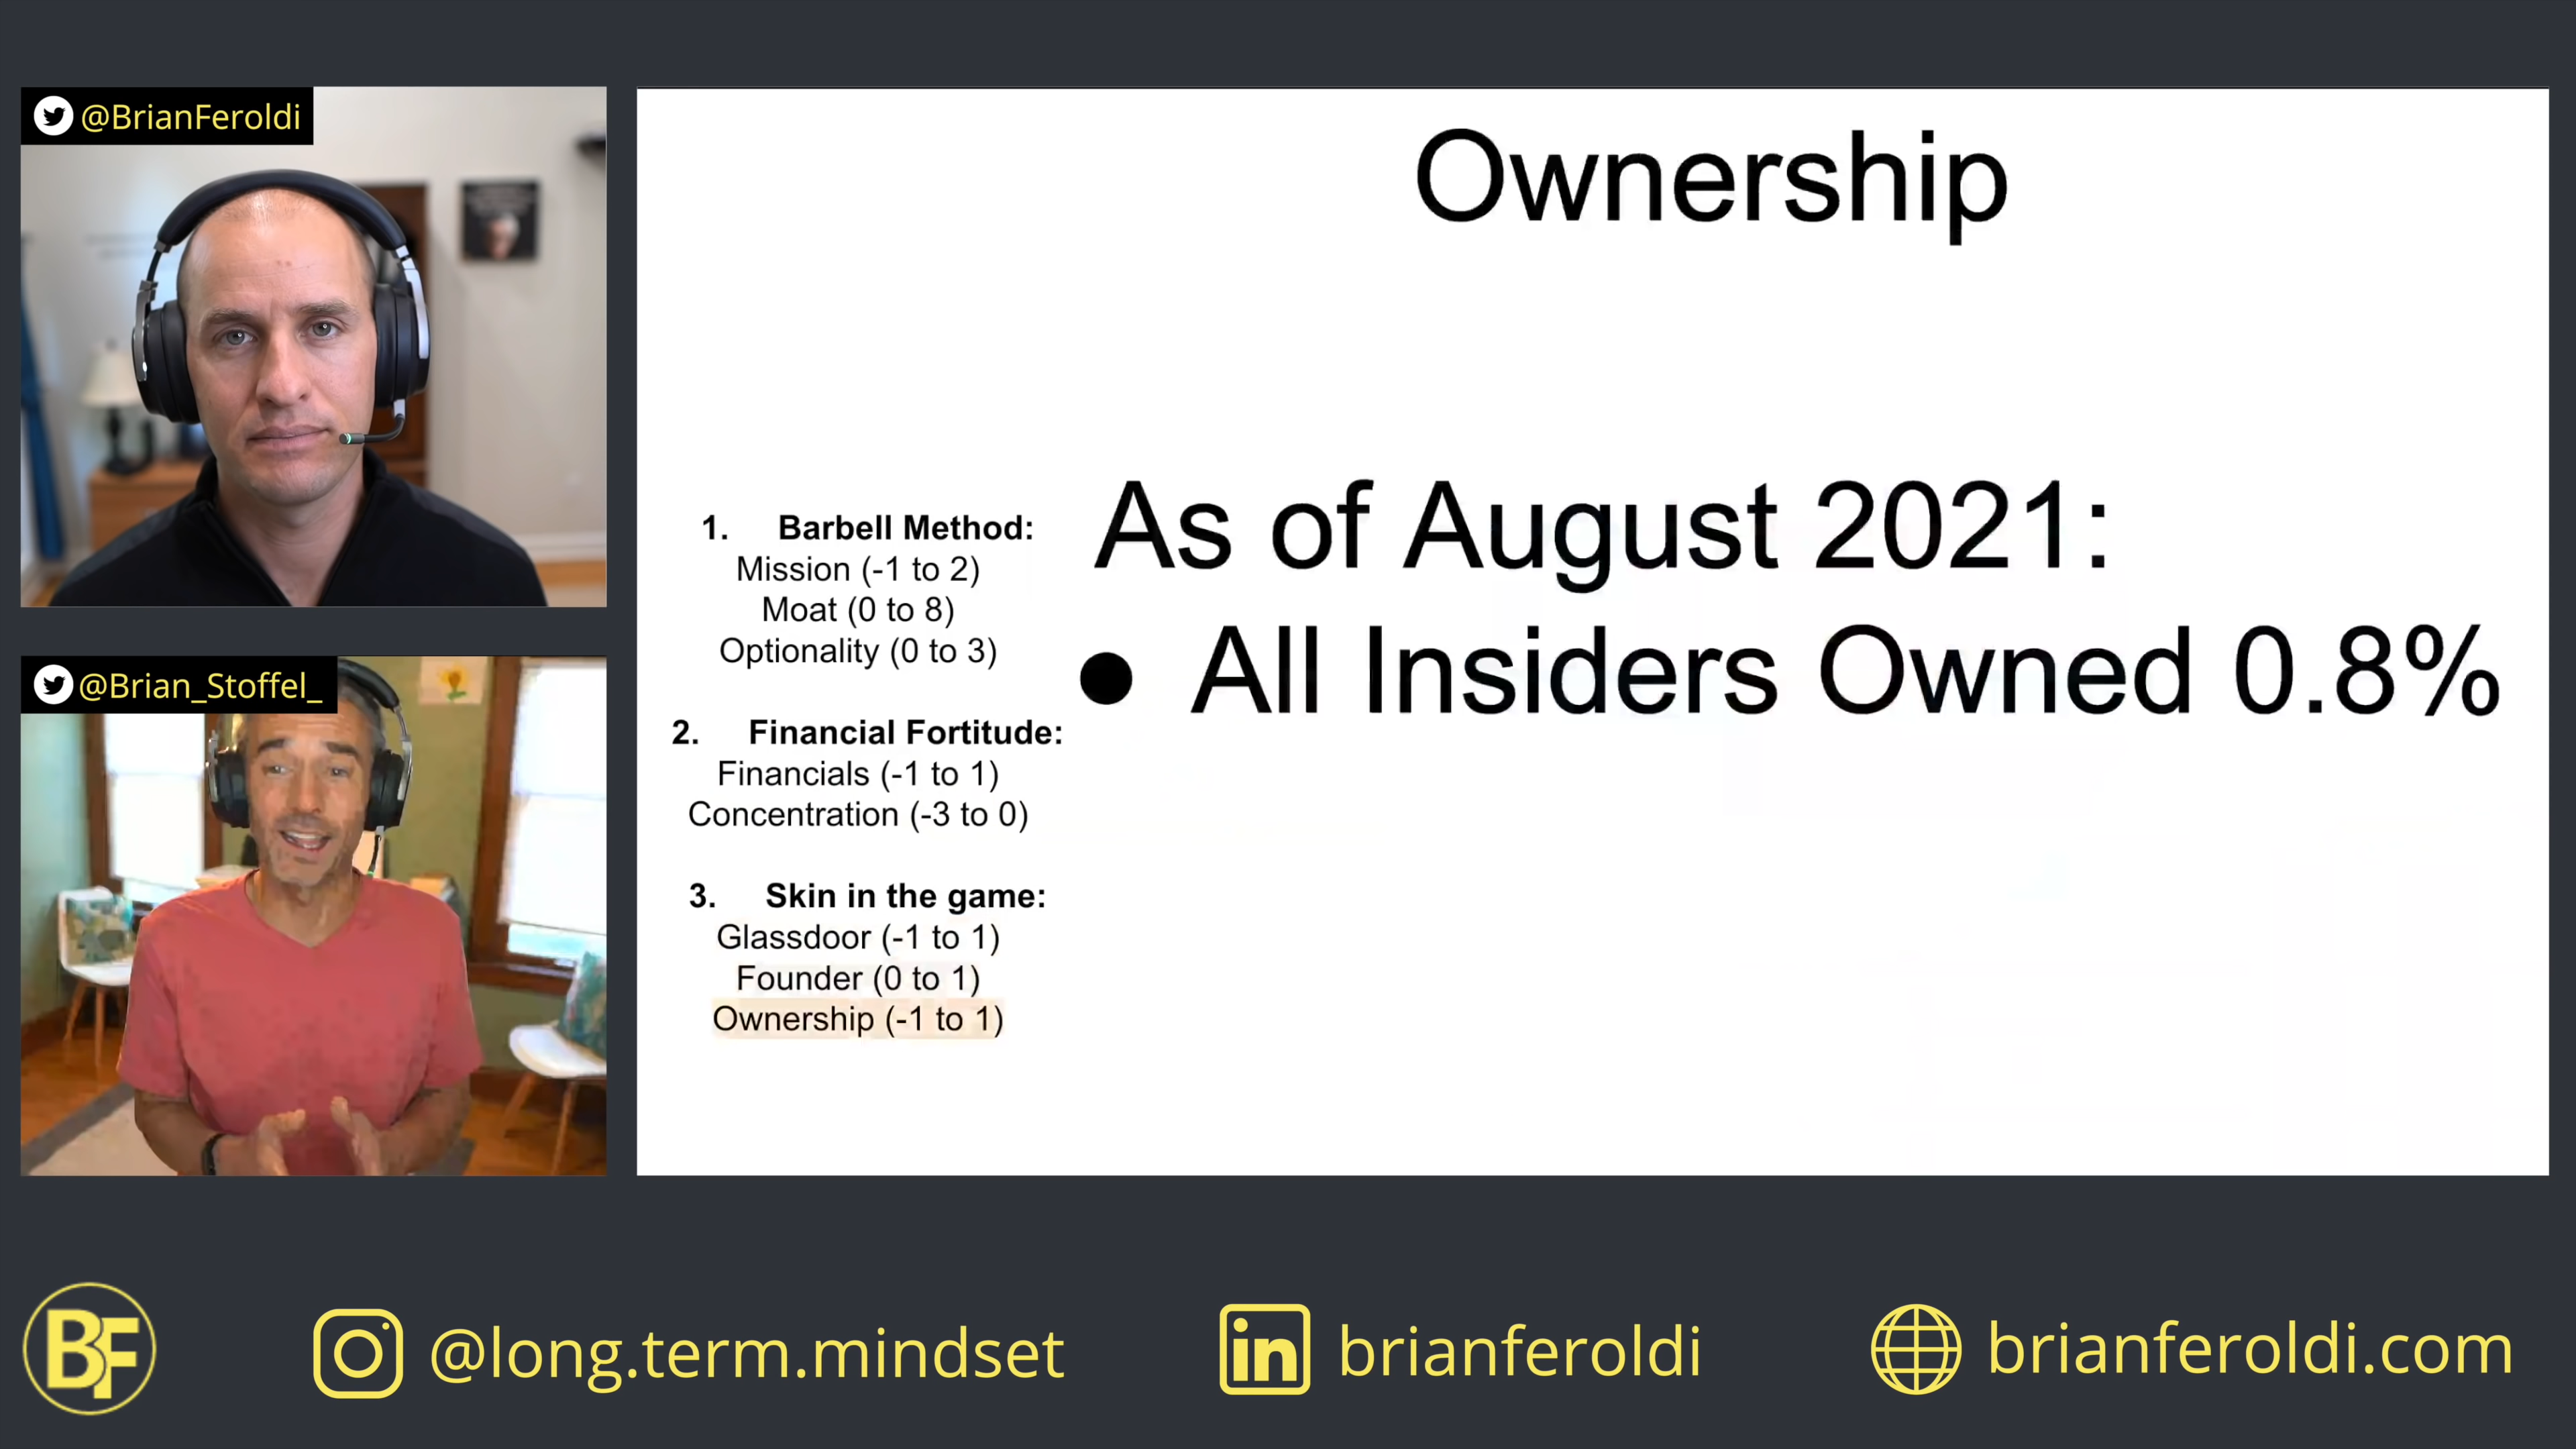 @BrianFeroldi
@Brian_Stoffel_
Ownership
1. Barbell Method:
Mission (-1 to 2)
Moat (0 to 8)
Optionality (0 to 3)
2. Financial Fortitude:
Financials (-1 to 1)
Concentration (-3 to 0)
3. Skin in the game:
Glassdoor (-1 to 1)
Founder (0 to 1)
Ownership (-1 to 1)
As of August 2021:
● All Insiders Owned 0.8%
BF
@long.term.mindset
in
brianferoldi
brianferoldi.com